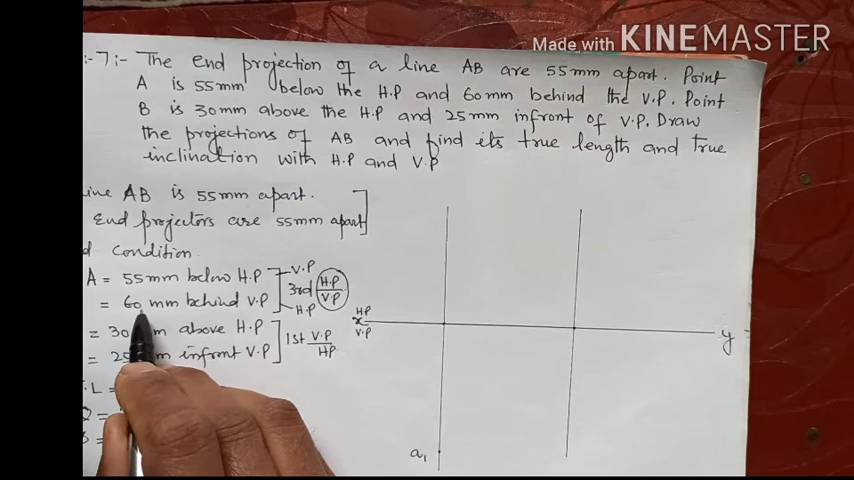 Made with KINEMASTER
:-7:- The end projection of a line AB are 55mm apart. Point
A is 55mm below the H.P and 60mm behind the V.P. Point
B is 30mm above the H.P and 25mm infront of V.P. Draw
the projections of AB and find its true length and true
inclination with H.P and V.P
line AB is 55mm apart.
End projectors are 55mm apart
d Condition
A = 55mm below H.P
= 60 mm behind V.P
V.P
3rd H.P
V.P
H.P
= 30 m above H.P
= 25 m infront V.P
1st V.P
HP
.L =
=
=
HP
x
V.P
y
a1